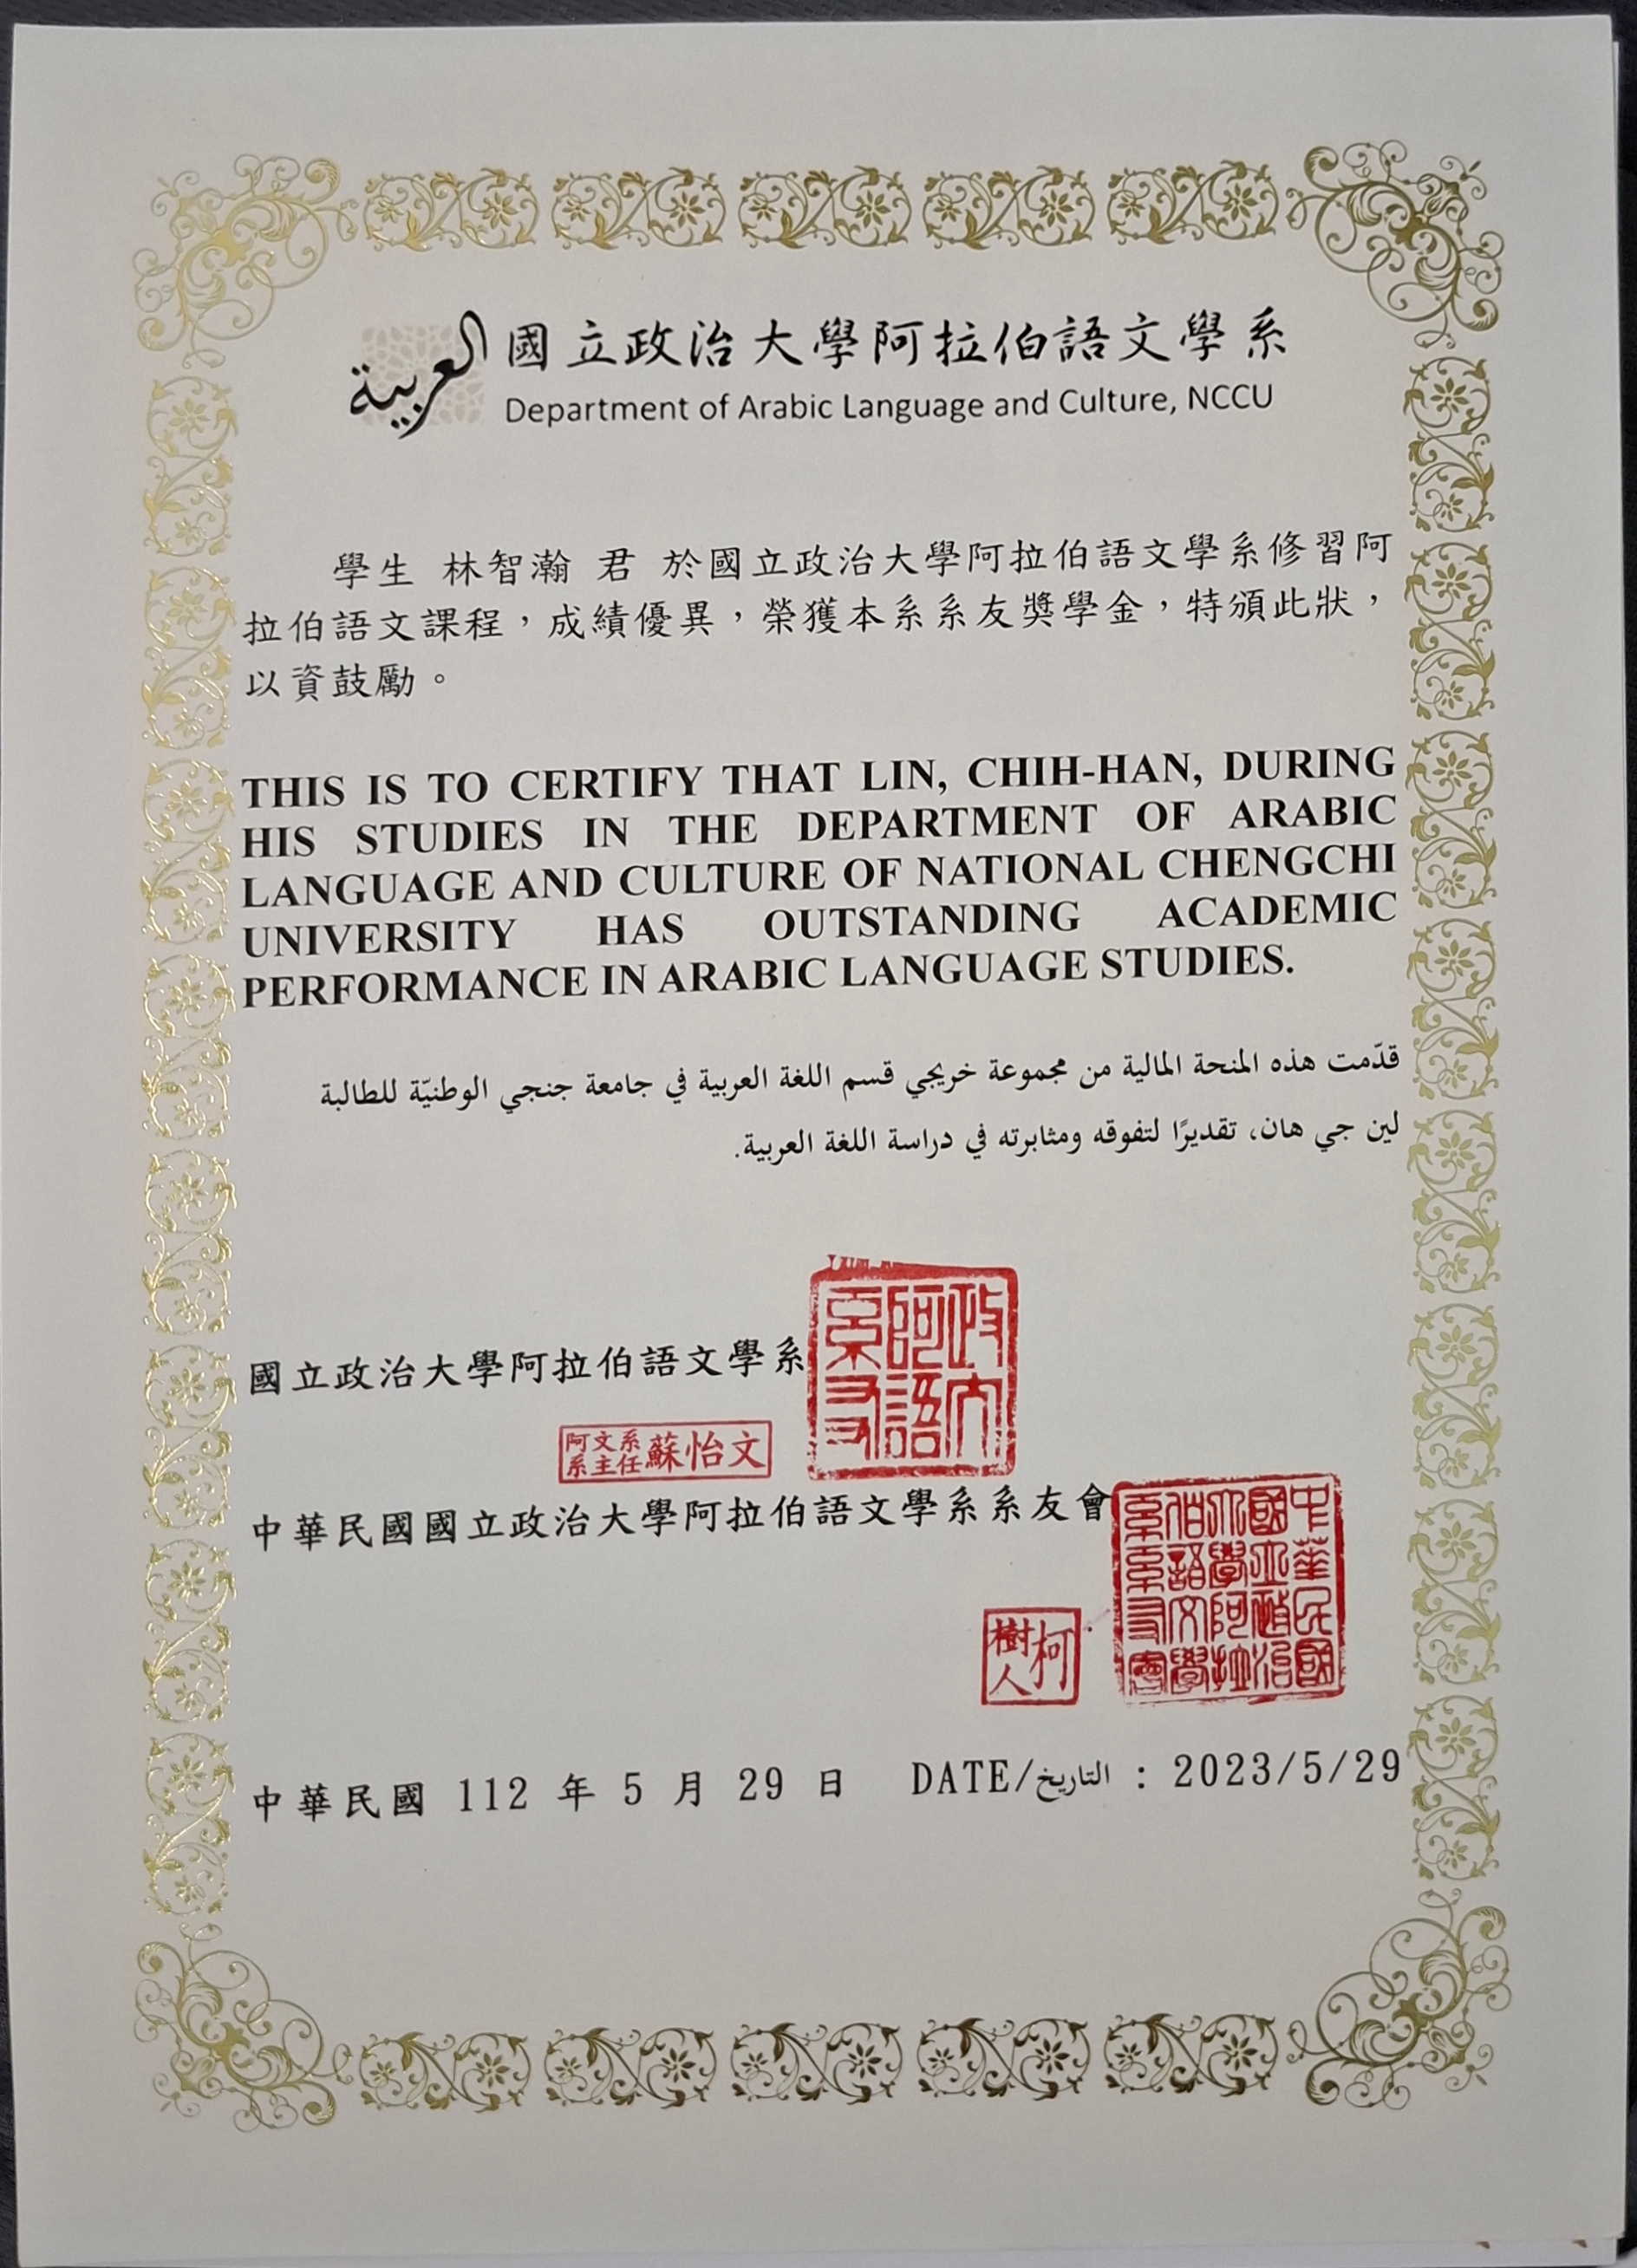 العربية
國立政治大學阿拉伯語文學系
Department of Arabic Language and Culture, NCCU
學生 林智瀚 君 於國立政治大學阿拉伯語文學系修習阿
拉伯語文課程，成績優異，榮獲本系系友獎學金，特頒此狀，
以資鼓勵。
THIS IS TO CERTIFY THAT LIN, CHIH-HAN, DURING
HIS STUDIES IN THE DEPARTMENT OF ARABIC
LANGUAGE AND CULTURE OF NATIONAL CHENGCHI
UNIVERSITY HAS OUTSTANDING ACADEMIC
PERFORMANCE IN ARABIC LANGUAGE STUDIES.
قدّمت هذه المنحة المالية من مجموعة خريجي قسم اللغة العربية في جامعة جنجي الوطنيّة للطالبة
لين جي هان، تقديرًا لتفوقه ومثابرته في دراسة اللغة العربية.
國立政治大學阿拉伯語文學系
政大
阿語
系友
阿文系
系主任
蘇怡文
中華民國國立政治大學阿拉伯語文學系系友會
中華民國
國立政治
大學阿拉
伯語文學
系系友會
柯
樹人
中華民國 112 年 5 月 29 日 DATE/التاريخ : 2023/5/29